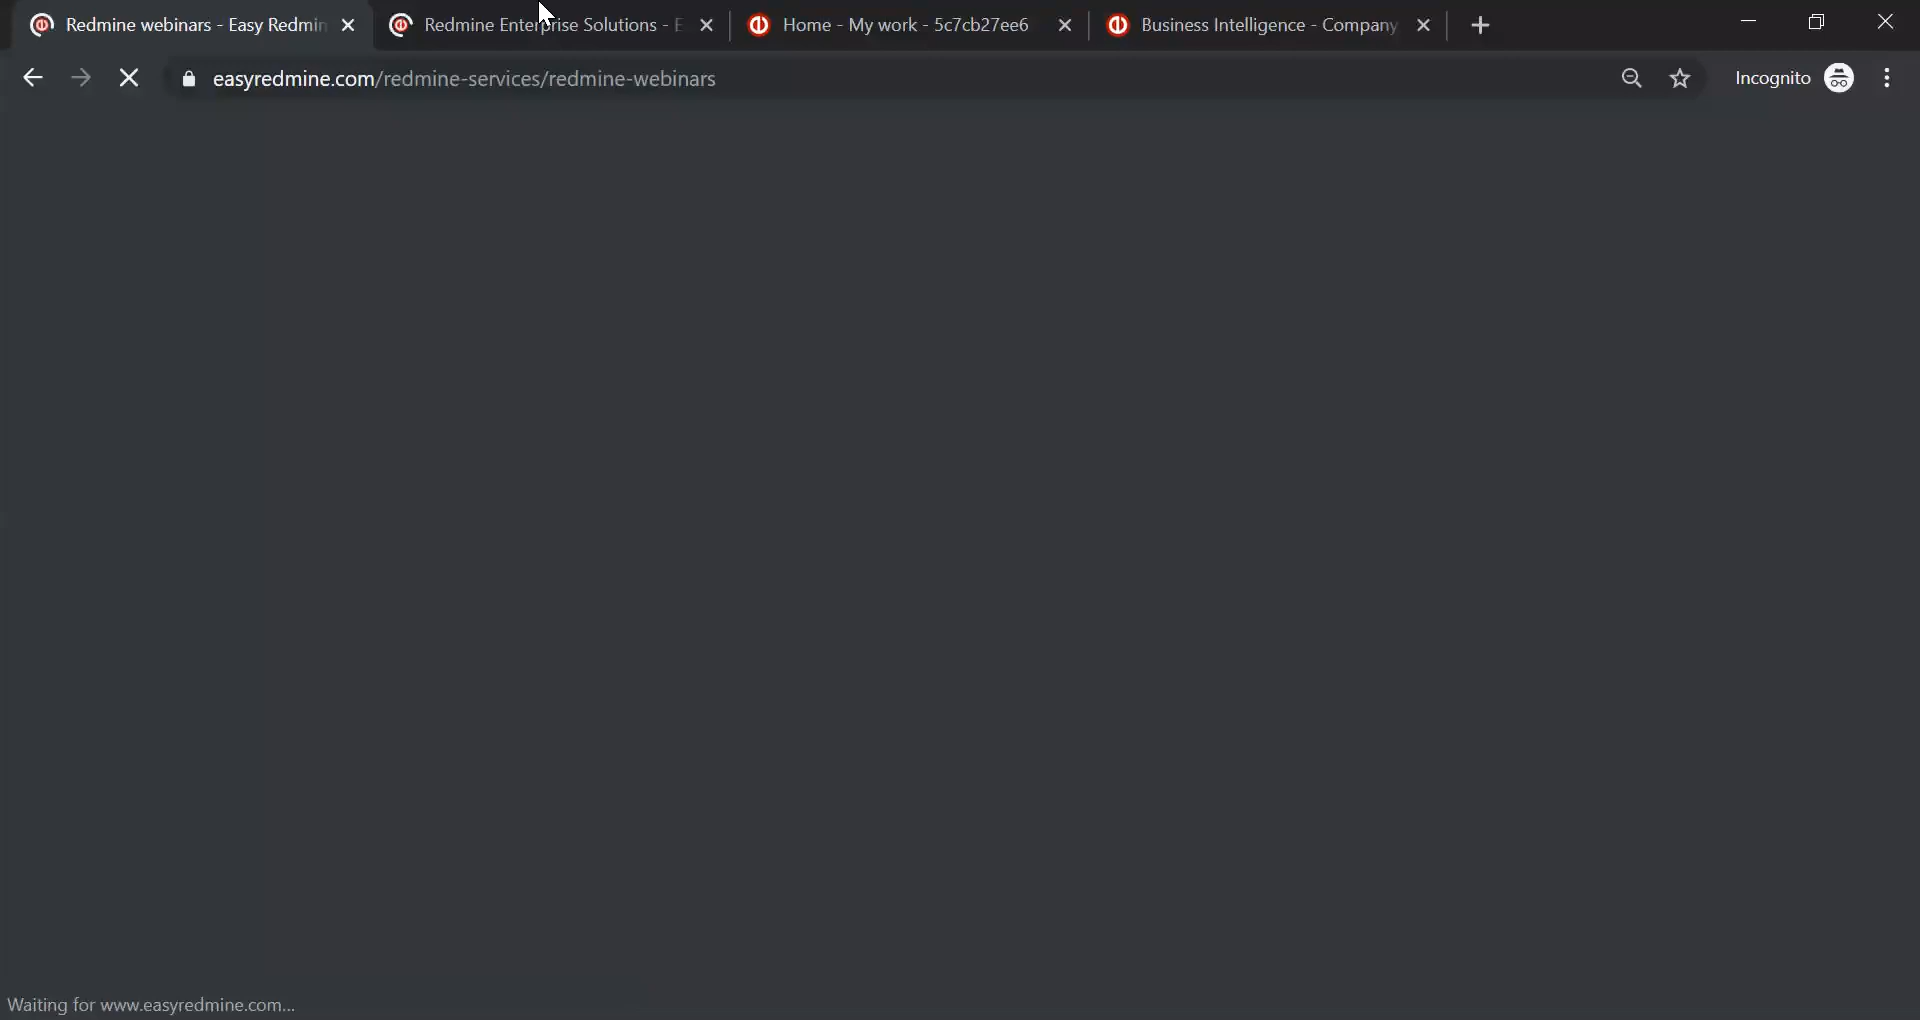 Redmine webinars - Easy Redmin
Redmine Enterprise Solutions - E
Home - My work - 5c7cb27ee6
Business Intelligence - Company
easyredmine.com/redmine-services/redmine-webinars
Incognito
Waiting for www.easyredmine.com...